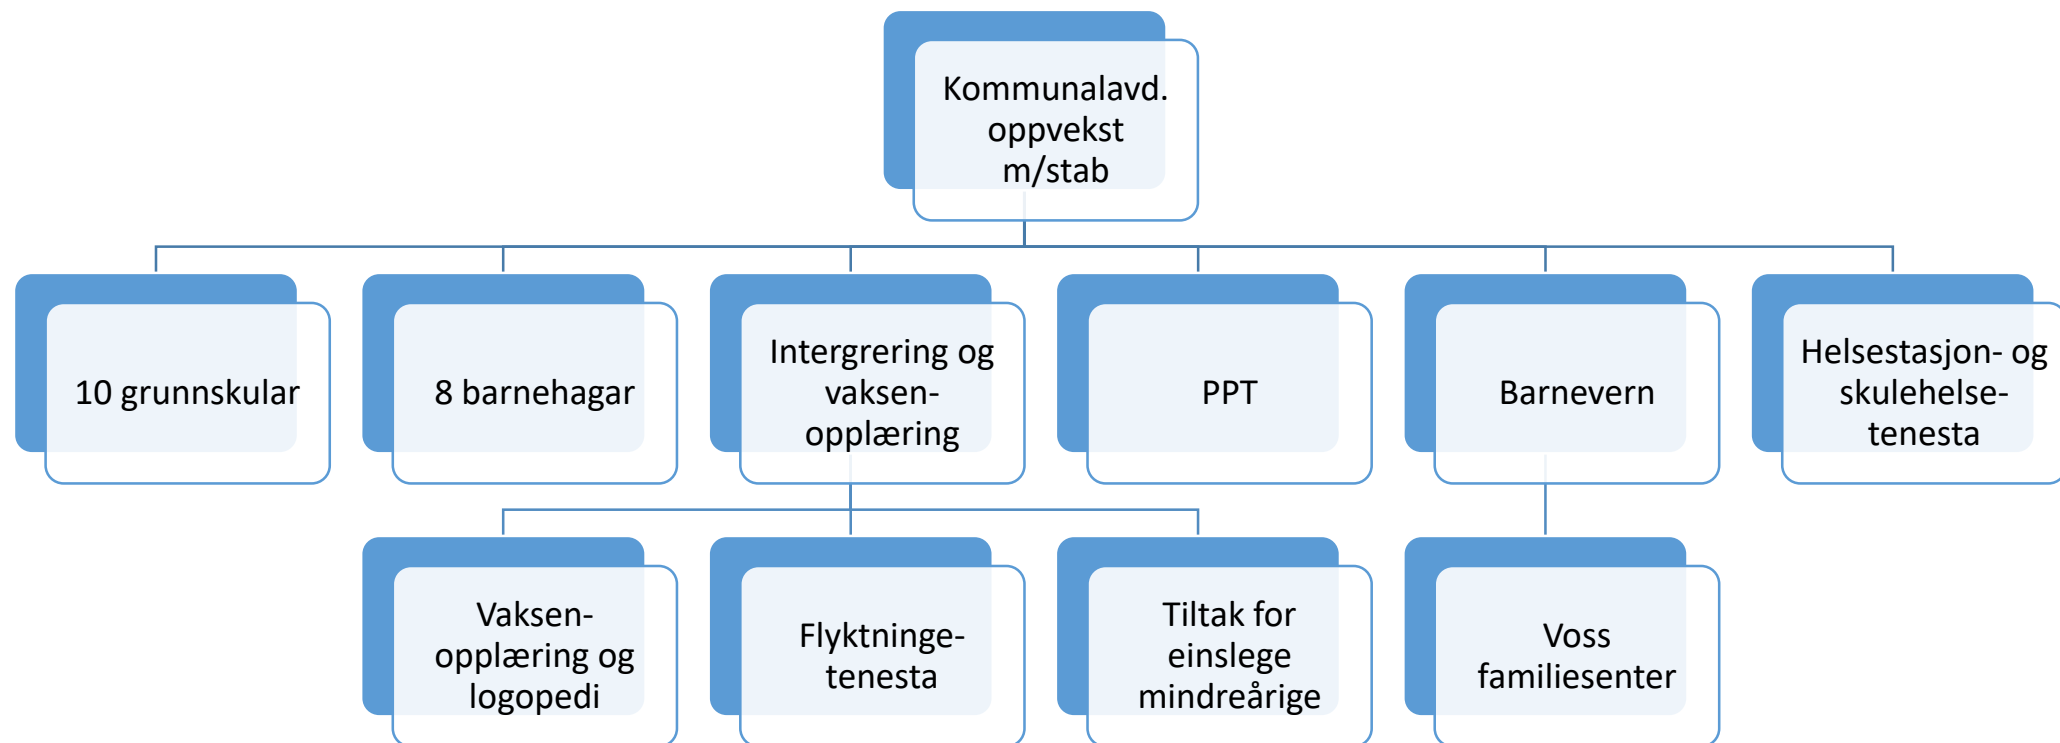 Kommunalavd.
oppvekst
m/stab
10 grunnskular
8 barnehagar
Intergrering og
vaksen-
opplæring
PPT
Barnevern
Helsestasjon- og
skulehelse-
tenesta
Vaksen-
opplæring og
logopedi
Flyktninge-
tenesta
Tiltak for
einslege
mindreårige
Voss
familiesenter